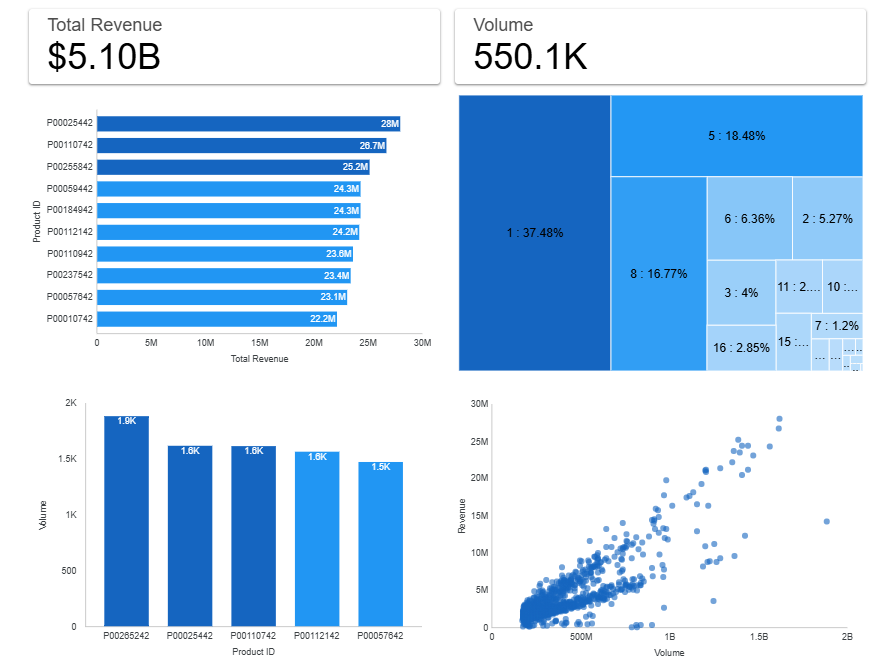 Total Revenue
$5.10B
Volume
550.1K
Product ID
P00025442 28M
P00110742 26.7M
P00255842 25.2M
P00059442 24.3M
P00184942 24.3M
P00112142 24.2M
P00110942 23.6M
P00237542 23.4M
P00057642 23.1M
P00010742 22.2M
0 5M 10M 15M 20M 25M 30M
Total Revenue
1 : 37.48%
5 : 18.48%
8 : 16.77%
6 : 6.36%
2 : 5.27%
3 : 4%
11 : 2....
10 :...
16 : 2.85%
15 :...
7 : 1.2%
...
...
...
...
...
...
Volume
2K
1.5K
1K
500
0
1.9K 1.6K 1.6K 1.6K 1.5K
P00265242 P00025442 P00110742 P00112142 P00057642
Product ID
Revenue
30M
25M
20M
15M
10M
5M
0
0 500M 1B 1.5B 2B
Volume